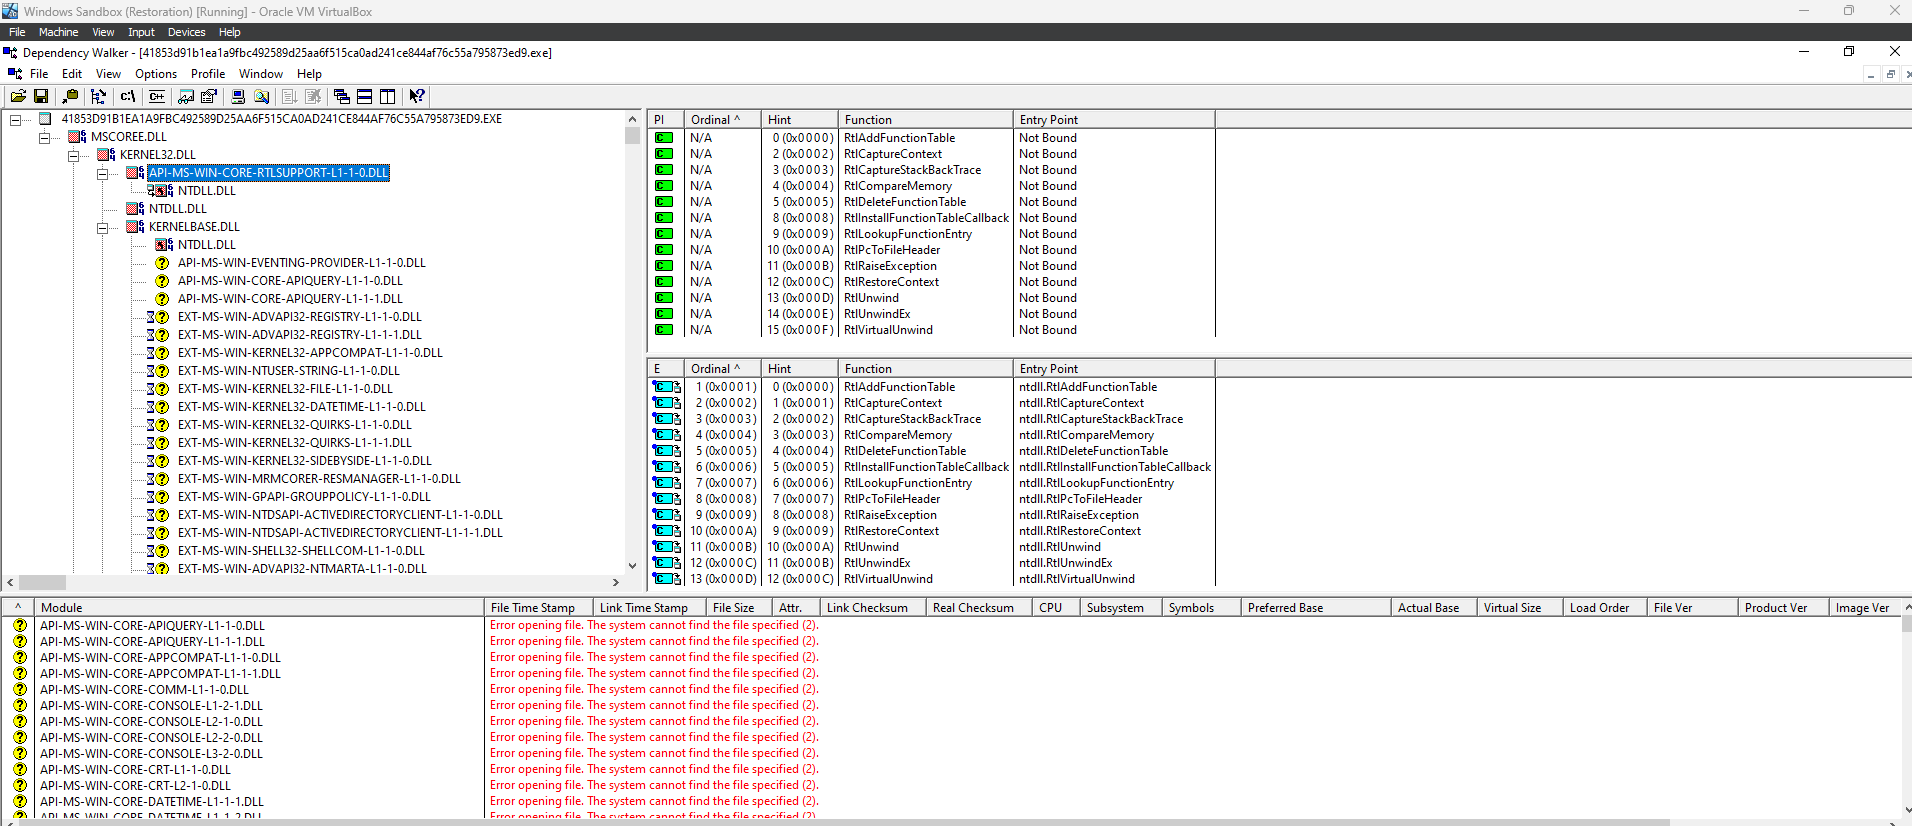 Windows Sandbox (Restoration) [Running] - Oracle VM VirtualBox
File Machine View Input Devices Help
Dependency Walker - [41853d91b1ea1a9fbc492589d25aa6f515ca0ad241ce844af76c55a795873ed9.exe]
File Edit View Options Profile Window Help
c:\ C++
41853D91B1EA1A9FBC492589D25AA6F515CA0AD241CE844AF76C55A795873ED9.EXE
MSCOREE.DLL
KERNEL32.DLL
API-MS-WIN-CORE-RTLSUPPORT-L1-1-0.DLL
NTDLL.DLL
NTDLL.DLL
KERNELBASE.DLL
NTDLL.DLL
API-MS-WIN-EVENTING-PROVIDER-L1-1-0.DLL
API-MS-WIN-CORE-APIQUERY-L1-1-0.DLL
API-MS-WIN-CORE-APIQUERY-L1-1-1.DLL
EXT-MS-WIN-ADVAPI32-REGISTRY-L1-1-0.DLL
EXT-MS-WIN-ADVAPI32-REGISTRY-L1-1-1.DLL
EXT-MS-WIN-KERNEL32-APPCOMPAT-L1-1-0.DLL
EXT-MS-WIN-NTUSER-STRING-L1-1-0.DLL
EXT-MS-WIN-KERNEL32-FILE-L1-1-0.DLL
EXT-MS-WIN-KERNEL32-DATETIME-L1-1-0.DLL
EXT-MS-WIN-KERNEL32-QUIRKS-L1-1-0.DLL
EXT-MS-WIN-KERNEL32-QUIRKS-L1-1-1.DLL
EXT-MS-WIN-KERNEL32-SIDEBYSIDE-L1-1-0.DLL
EXT-MS-WIN-MRMCORER-RESMANAGER-L1-1-0.DLL
EXT-MS-WIN-GPAPI-GROUPPOLICY-L1-1-0.DLL
EXT-MS-WIN-NTDSAPI-ACTIVEDIRECTORYCLIENT-L1-1-0.DLL
EXT-MS-WIN-NTDSAPI-ACTIVEDIRECTORYCLIENT-L1-1-1.DLL
EXT-MS-WIN-SHELL32-SHELLCOM-L1-1-0.DLL
EXT-MS-WIN-ADVAPI32-NTMARTA-L1-1-0.DLL
PI Ordinal ^ Hint Function Entry Point
C N/A 0 (0x0000) RtlAddFunctionTable Not Bound
C N/A 2 (0x0002) RtlCaptureContext Not Bound
C N/A 3 (0x0003) RtlCaptureStackBackTrace Not Bound
C N/A 4 (0x0004) RtlCompareMemory Not Bound
C N/A 5 (0x0005) RtlDeleteFunctionTable Not Bound
C N/A 8 (0x0008) RtlInstallFunctionTableCallback Not Bound
C N/A 9 (0x0009) RtlLookupFunctionEntry Not Bound
C N/A 10 (0x000A) RtlPcToFileHeader Not Bound
C N/A 11 (0x000B) RtlRaiseException Not Bound
C N/A 12 (0x000C) RtlRestoreContext Not Bound
C N/A 13 (0x000D) RtlUnwind Not Bound
C N/A 14 (0x000E) RtlUnwindEx Not Bound
C N/A 15 (0x000F) RtlVirtualUnwind Not Bound
E Ordinal ^ Hint Function Entry Point
C 1 (0x0001) 0 (0x0000) RtlAddFunctionTable ntdll.RtlAddFunctionTable
C 2 (0x0002) 1 (0x0001) RtlCaptureContext ntdll.RtlCaptureContext
C 3 (0x0003) 2 (0x0002) RtlCaptureStackBackTrace ntdll.RtlCaptureStackBackTrace
C 4 (0x0004) 3 (0x0003) RtlCompareMemory ntdll.RtlCompareMemory
C 5 (0x0005) 4 (0x0004) RtlDeleteFunctionTable ntdll.RtlDeleteFunctionTable
C 6 (0x0006) 5 (0x0005) RtlInstallFunctionTableCallback ntdll.RtlInstallFunctionTableCallback
C 7 (0x0007) 6 (0x0006) RtlLookupFunctionEntry ntdll.RtlLookupFunctionEntry
C 8 (0x0008) 7 (0x0007) RtlPcToFileHeader ntdll.RtlPcToFileHeader
C 9 (0x0009) 8 (0x0008) RtlRaiseException ntdll.RtlRaiseException
C 10 (0x000A) 9 (0x0009) RtlRestoreContext ntdll.RtlRestoreContext
C 11 (0x000B) 10 (0x000A) RtlUnwind ntdll.RtlUnwind
C 12 (0x000C) 11 (0x000B) RtlUnwindEx ntdll.RtlUnwindEx
C 13 (0x000D) 12 (0x000C) RtlVirtualUnwind ntdll.RtlVirtualUnwind
^ Module File Time Stamp Link Time Stamp File Size Attr. Link Checksum Real Checksum CPU Subsystem Symbols Preferred Base Actual Base Virtual Size Load Order File Ver Product Ver Image Ver
API-MS-WIN-CORE-APIQUERY-L1-1-0.DLL Error opening file. The system cannot find the file specified (2).
API-MS-WIN-CORE-APIQUERY-L1-1-1.DLL Error opening file. The system cannot find the file specified (2).
API-MS-WIN-CORE-APPCOMPAT-L1-1-0.DLL Error opening file. The system cannot find the file specified (2).
API-MS-WIN-CORE-APPCOMPAT-L1-1-1.DLL Error opening file. The system cannot find the file specified (2).
API-MS-WIN-CORE-COMM-L1-1-0.DLL Error opening file. The system cannot find the file specified (2).
API-MS-WIN-CORE-CONSOLE-L1-2-1.DLL Error opening file. The system cannot find the file specified (2).
API-MS-WIN-CORE-CONSOLE-L2-1-0.DLL Error opening file. The system cannot find the file specified (2).
API-MS-WIN-CORE-CONSOLE-L2-2-0.DLL Error opening file. The system cannot find the file specified (2).
API-MS-WIN-CORE-CONSOLE-L3-2-0.DLL Error opening file. The system cannot find the file specified (2).
API-MS-WIN-CORE-CRT-L1-1-0.DLL Error opening file. The system cannot find the file specified (2).
API-MS-WIN-CORE-CRT-L2-1-0.DLL Error opening file. The system cannot find the file specified (2).
API-MS-WIN-CORE-DATETIME-L1-1-1.DLL Error opening file. The system cannot find the file specified (2).
API-MS-WIN-CORE-DATETIME-L1-1-2.DLL Error opening file. The system cannot find the file specified (2).